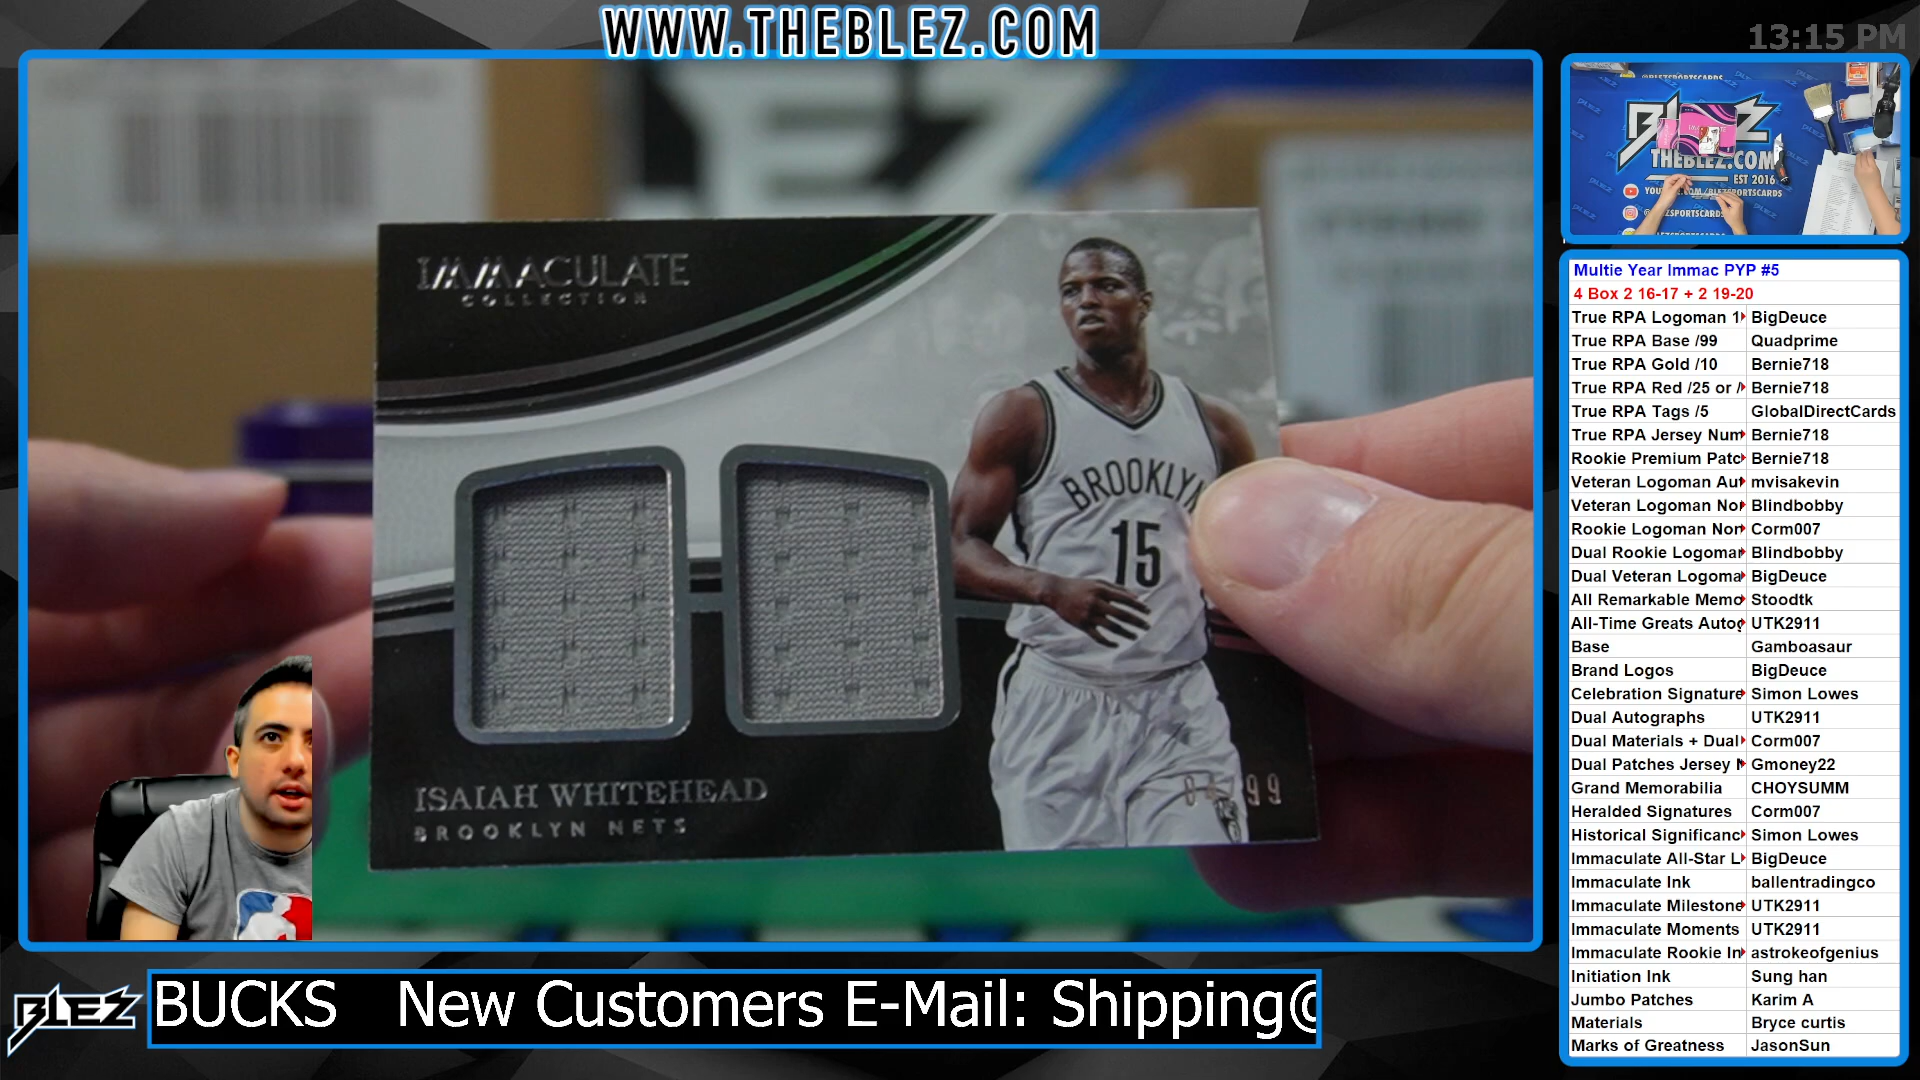 WWW.THEBLEZ.COM
13:15 PM
IMMACULATE
COLLECTION
BROOKLYN
15
ISAIAH WHITEHEAD
BROOKLYN NETS
99
BLEZ
THEBLEZ.COM
EST 2016
Multie Year Immac PYP #5
4 Box 2 16-17 + 2 19-20
True RPA Logoman 1 BigDeuce
True RPA Base /99 Quadprime
True RPA Gold /10 Bernie718
True RPA Red /25 or / Bernie718
True RPA Tags /5 GlobalDirectCards
True RPA Jersey Num Bernie718
Rookie Premium Patc Bernie718
Veteran Logoman Aut mvisakevin
Veteran Logoman Nor Blindbobby
Rookie Logoman Non Corm007
Dual Rookie Logomar Blindbobby
Dual Veteran Logoma BigDeuce
All Remarkable Memo Stoodtk
All-Time Greats Autog UTK2911
Base Gamboasaur
Brand Logos BigDeuce
Celebration Signature Simon Lowes
Dual Autographs UTK2911
Dual Materials + Dual Corm007
Dual Patches Jersey N Gmoney22
Grand Memorabilia CHOYSUMM
Heralded Signatures Corm007
Historical Significanc Simon Lowes
Immaculate All-Star L BigDeuce
Immaculate Ink ballentradingco
Immaculate Milestone UTK2911
Immaculate Moments UTK2911
Immaculate Rookie In astrokeofgenius
Initiation Ink Sung han
Jumbo Patches Karim A
Materials Bryce curtis
Marks of Greatness JasonSun
BLEZ
BUCKS New Customers E-Mail: Shipping@